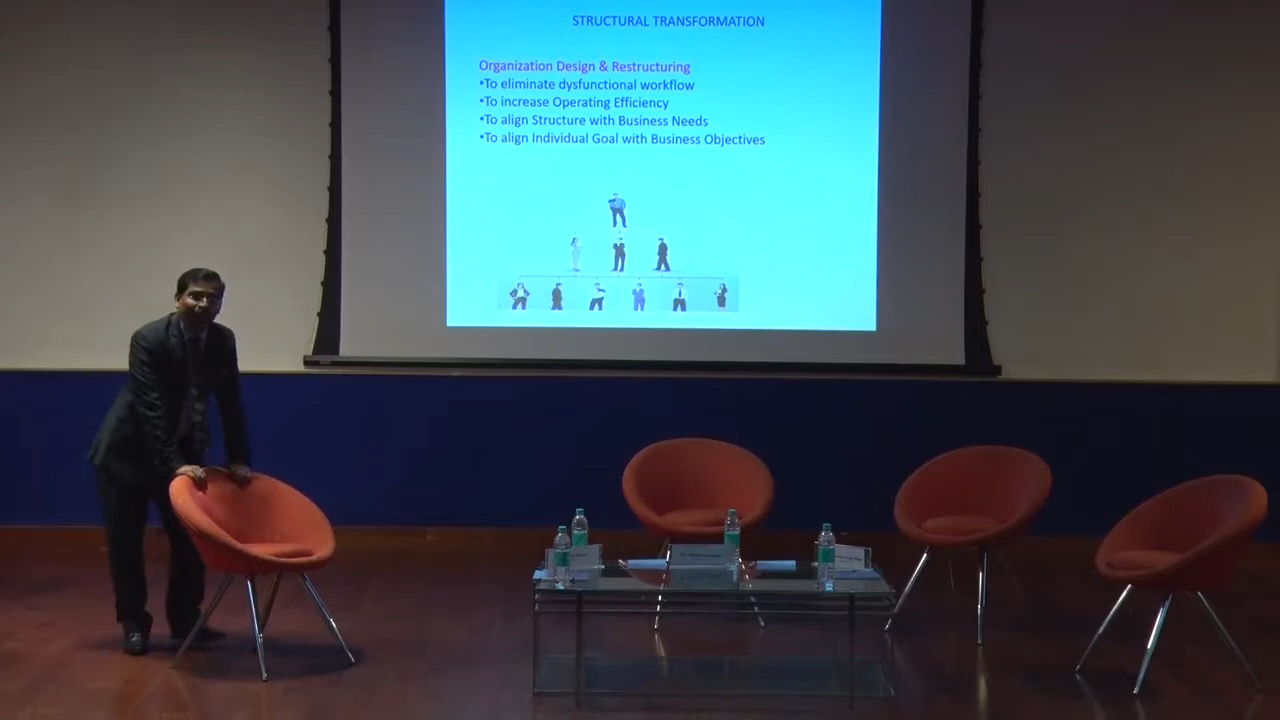 STRUCTURAL TRANSFORMATION
Organization Design & Restructuring
•To eliminate dysfunctional workflow
•To increase Operating Efficiency
•To align Structure with Business Needs
•To align Individual Goal with Business Objectives